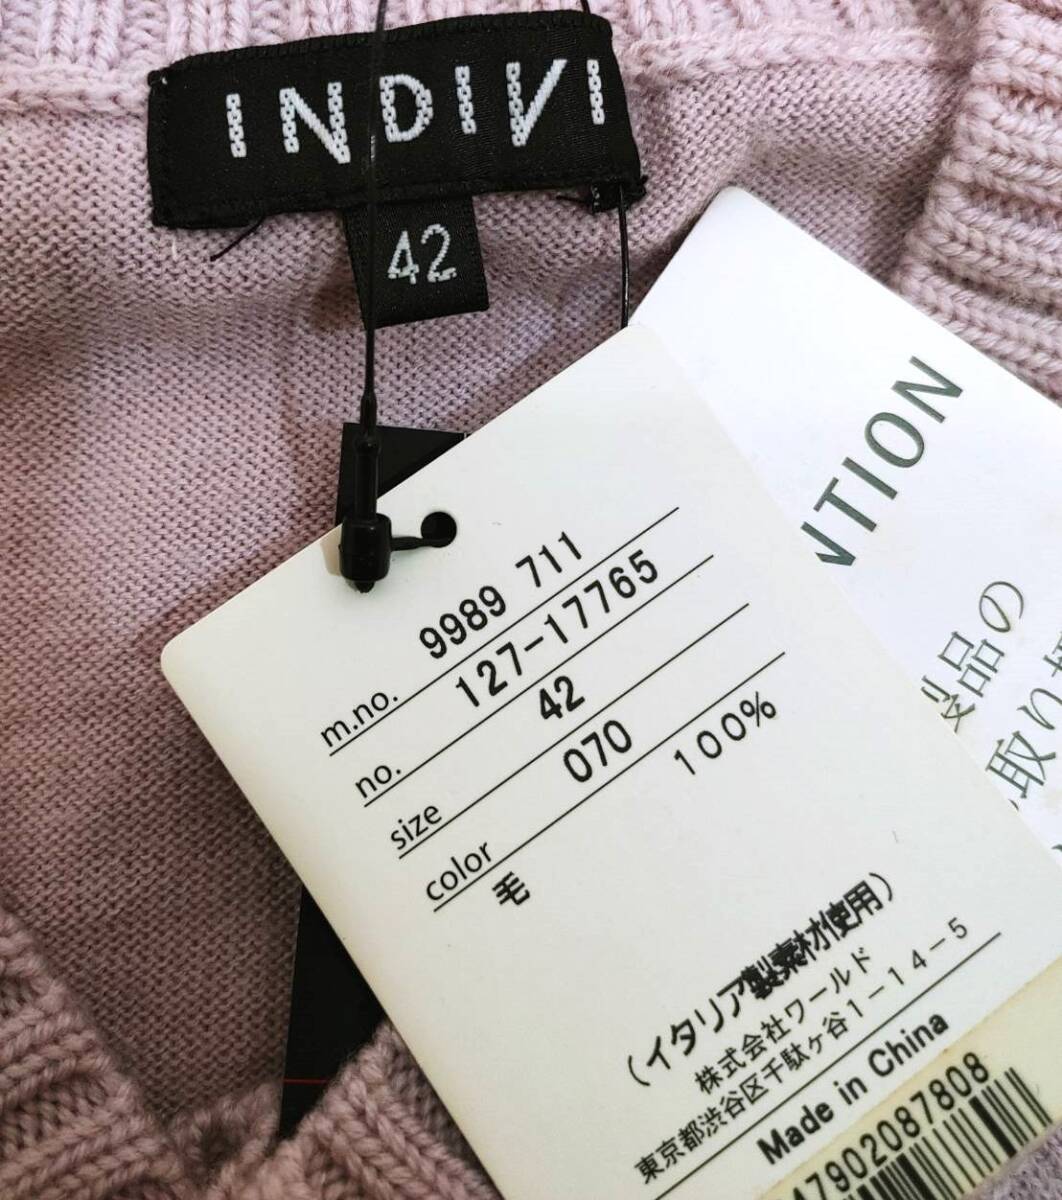 INDIVI
42
9989 711
m.no.
127-17765
no.
42
size
070
color
毛 100%
(イタリア製素材使用)
株式会社ワールド
東京都渋谷区千駄ヶ谷1-14-5
Made in China
4790208​7808
NTION
製品の
取り